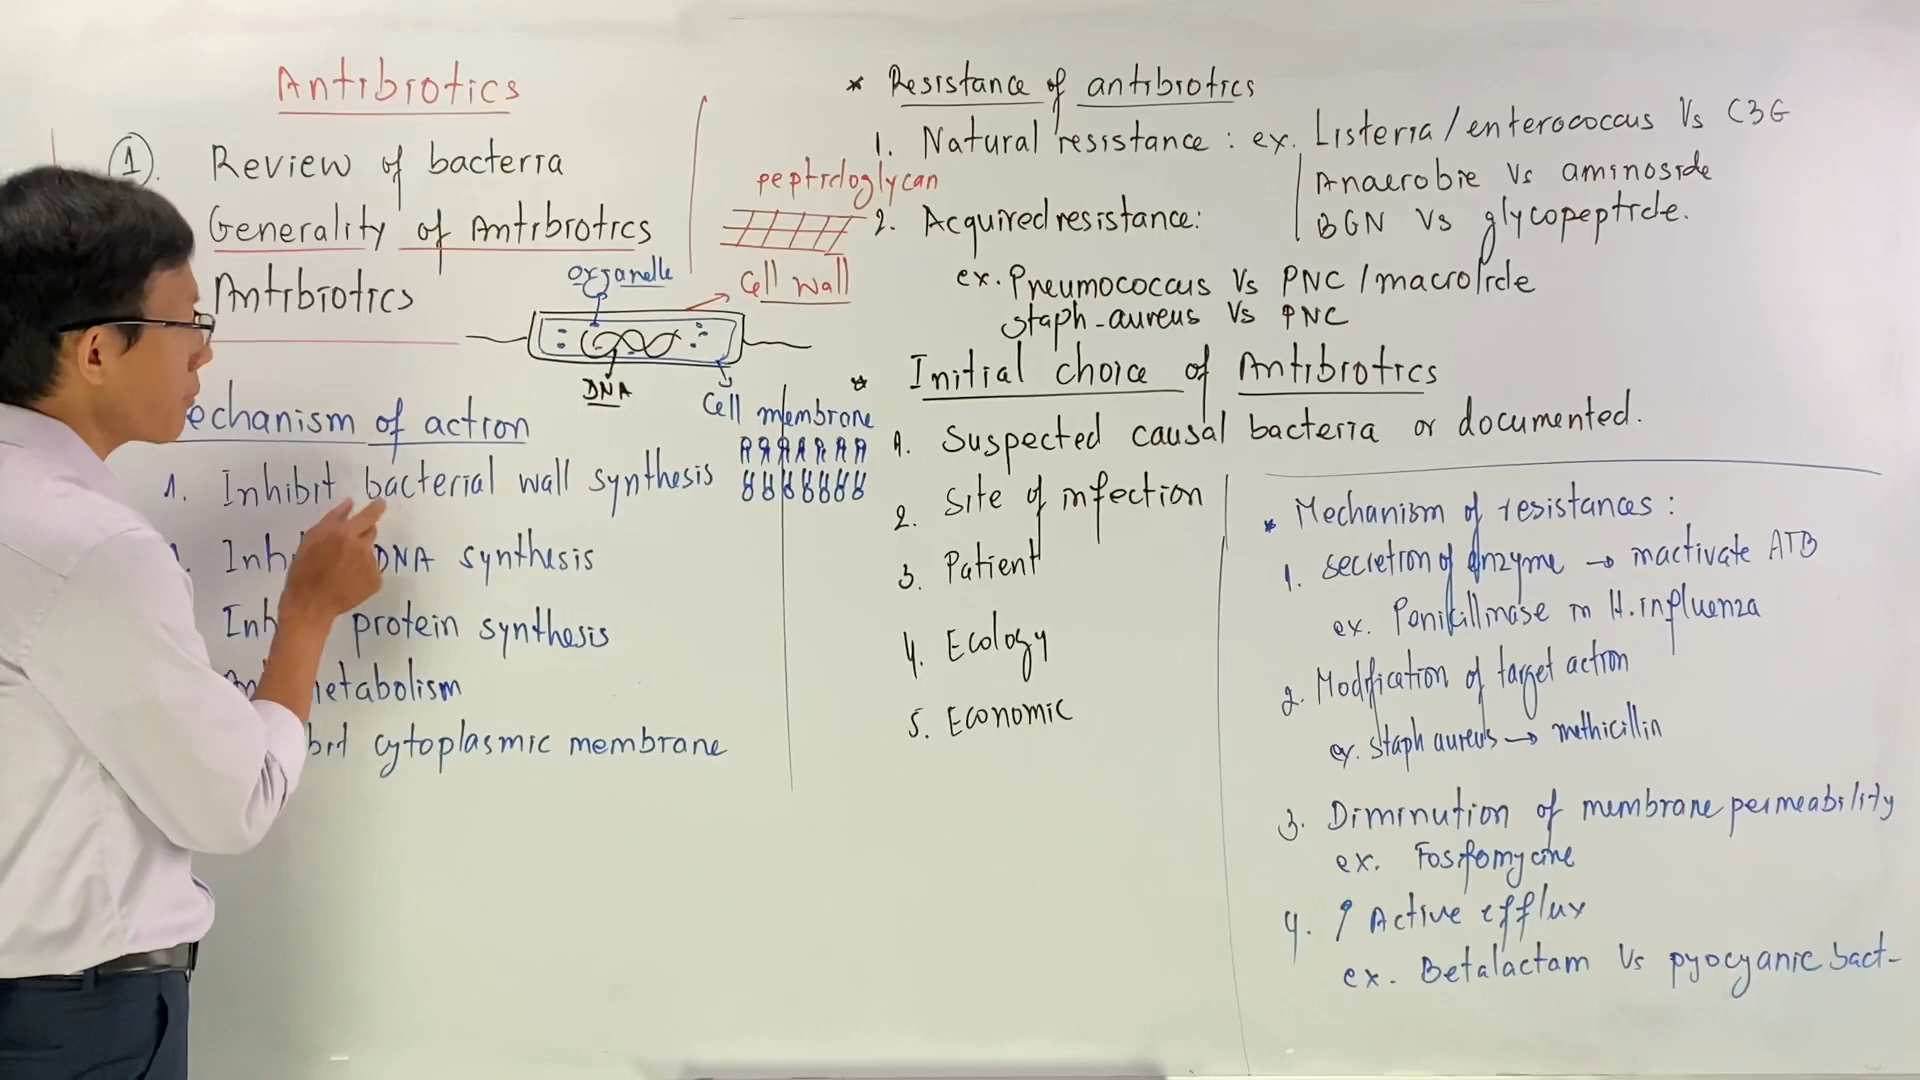 Antibiotics
1. Review of bacteria
Generality of Antibiotics
Antibiotics
peptidoglycan
cell wall
organelle
DNA
Cell membrane
echanism of action
1. Inhibit bacterial wall synthesis
Inh DNA synthesis
Inh protein synthesis
etabolism
bit cytoplasmic membrane
* Resistance of antibiotics
1. Natural resistance : ex. Listeria/enterococcus Vs C3G
Anaerobie Vs aminoside
BGN Vs glycopeptide.
2. Acquired resistance:
ex. Pneumococcus Vs PNC/macrolide
staph-aureus Vs PNC
* Initial choice of Antibiotics
1. Suspected causal bacteria or documented.
2. Site of infection
3. Patient
4. Ecology
5. Economic
* Mechanism of resistances :
1. secretion of enzyme → inactivate ATB
ex. Penikillinase in H.influenza
2. Modification of target action
ex. staph aureus → methicillin
3. Diminution of membrane permeability
ex. Fosfomycine
4. ↑ Active efflux
ex. Betalactam Vs pyocyanic bact-